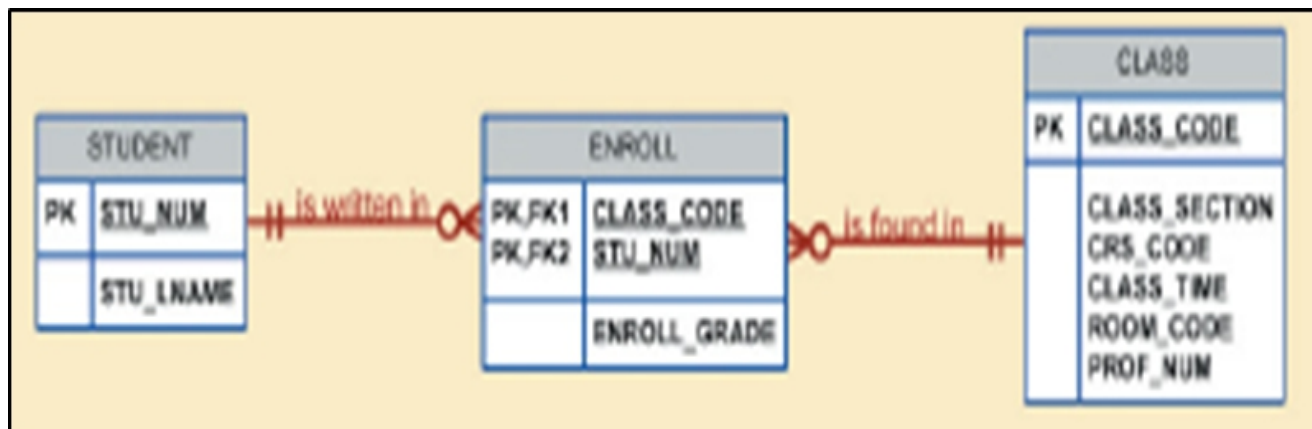 STUDENT
PK STU_NUM
STU_LNAME
is written in
ENROLL
PK,FK1 CLASS_CODE
PK,FK2 STU_NUM
ENROLL_GRADE
is found in
CLASS
PK CLASS_CODE
CLASS_SECTION
CRS_CODE
CLASS_TIME
ROOM_CODE
PROF_NUM